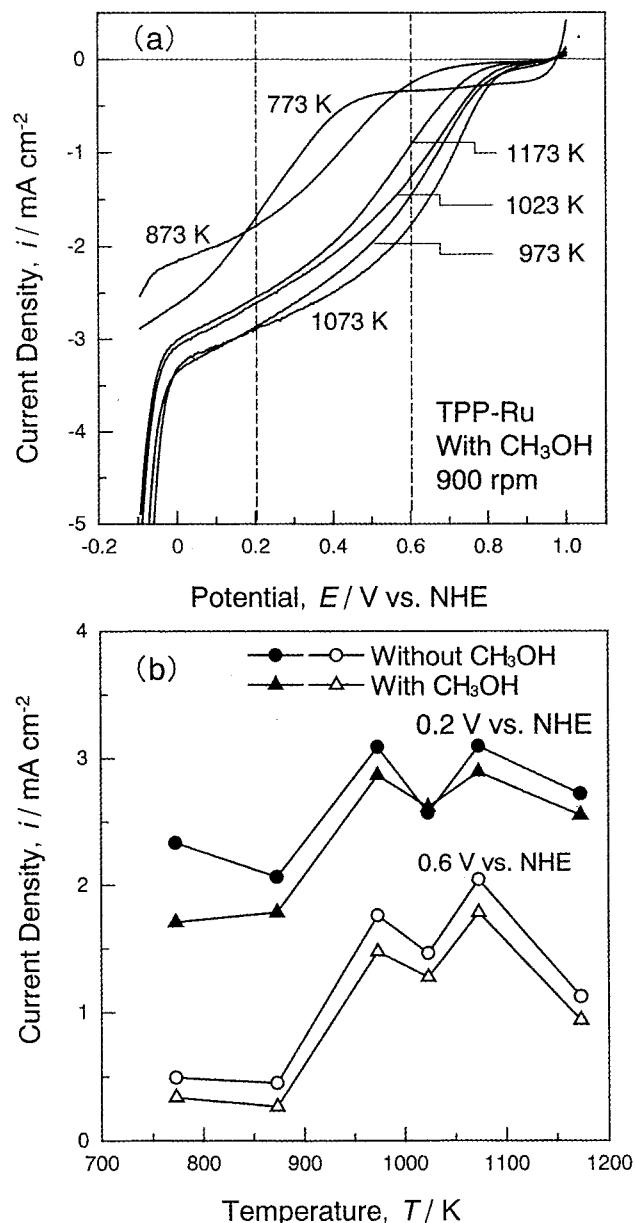 (a)
0
-1
-2
-3
-4
-5
Current Density, i / mA cm⁻²
773 K
873 K
1073 K
1173 K
1023 K
973 K
TPP-Ru
With CH₃OH
900 rpm
-0.2 0 0.2 0.4 0.6 0.8 1.0
Potential, E / V vs. NHE
(b)
4
3
2
1
0
Current Density, i / mA cm⁻²
Without CH₃OH
With CH₃OH
0.2 V vs. NHE
0.6 V vs. NHE
700 800 900 1000 1100 1200
Temperature, T / K